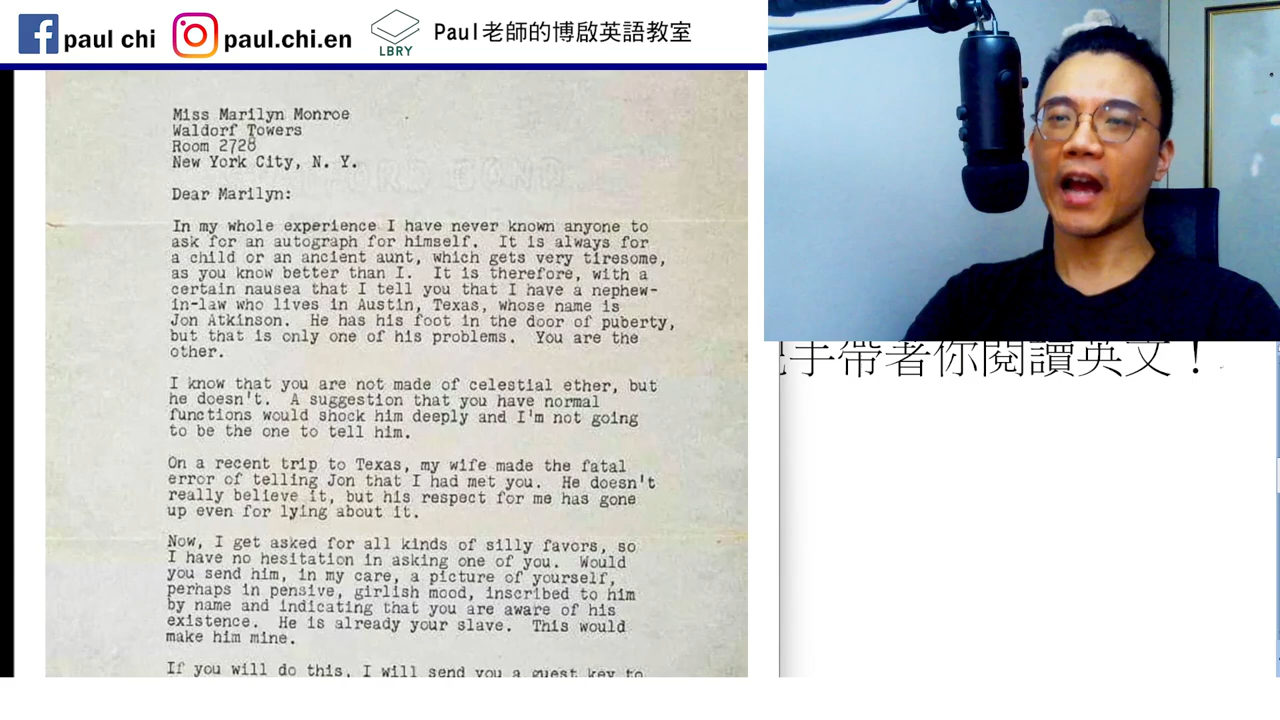 paul chi
paul.chi.en
LBRY
Paul老師的博啟英語教室
Miss Marilyn Monroe
Waldorf Towers
Room 2728
New York City, N. Y.
Dear Marilyn:
In my whole experience I have never known anyone to
ask for an autograph for himself. It is always for
a child or an ancient aunt, which gets very tiresome,
as you know better than I. It is therefore, with a
certain nausea that I tell you that I have a nephew-
in-law who lives in Austin, Texas, whose name is
Jon Atkinson. He has his foot in the door of puberty,
but that is only one of his problems. You are the
other.
I know that you are not made of celestial ether, but
he doesn't. A suggestion that you have normal
functions would shock him deeply and I'm not going
to be the one to tell him.
On a recent trip to Texas, my wife made the fatal
error of telling Jon that I had met you. He doesn't
really believe it, but his respect for me has gone
up even for lying about it.
Now, I get asked for all kinds of silly favors, so
I have no hesitation in asking one of you. Would
you send him, in my care, a picture of yourself,
perhaps in pensive, girlish mood, inscribed to him
by name and indicating that you are aware of his
existence. He is already your slave. This would
make him mine.
If you will do this, I will send you a guest key to
手帶著你閱讀英文！